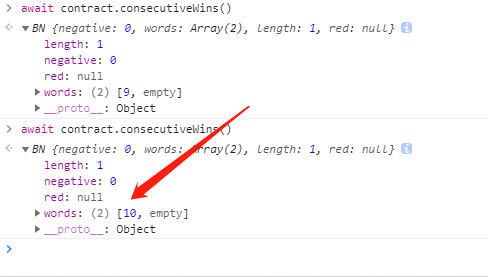 > await contract.consecutiveWins()
<· ▼BN {negative: 0, words: Array(2), length: 1, red: null} i
length: 1
negative: 0
red: null
▶words: (2) [9, empty]
▶__proto__: Object
> await contract.consecutiveWins()
<· ▼BN {negative: 0, words: Array(2), length: 1, red: null} i
length: 1
negative: 0
red: null
▶words: (2) [10, empty]
▶__proto__: Object
>